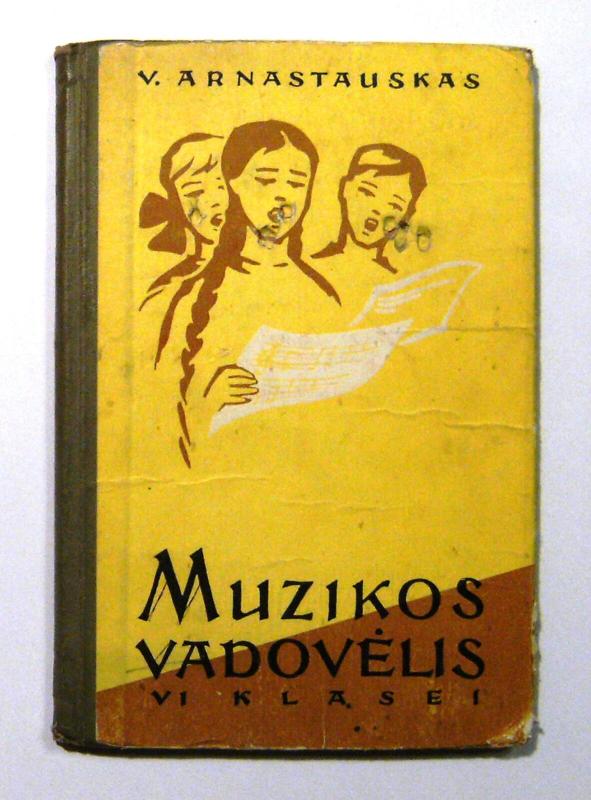 V. ARNASTAUSKAS
MUZIKOS
VADOVĖLIS
VI KLASEI